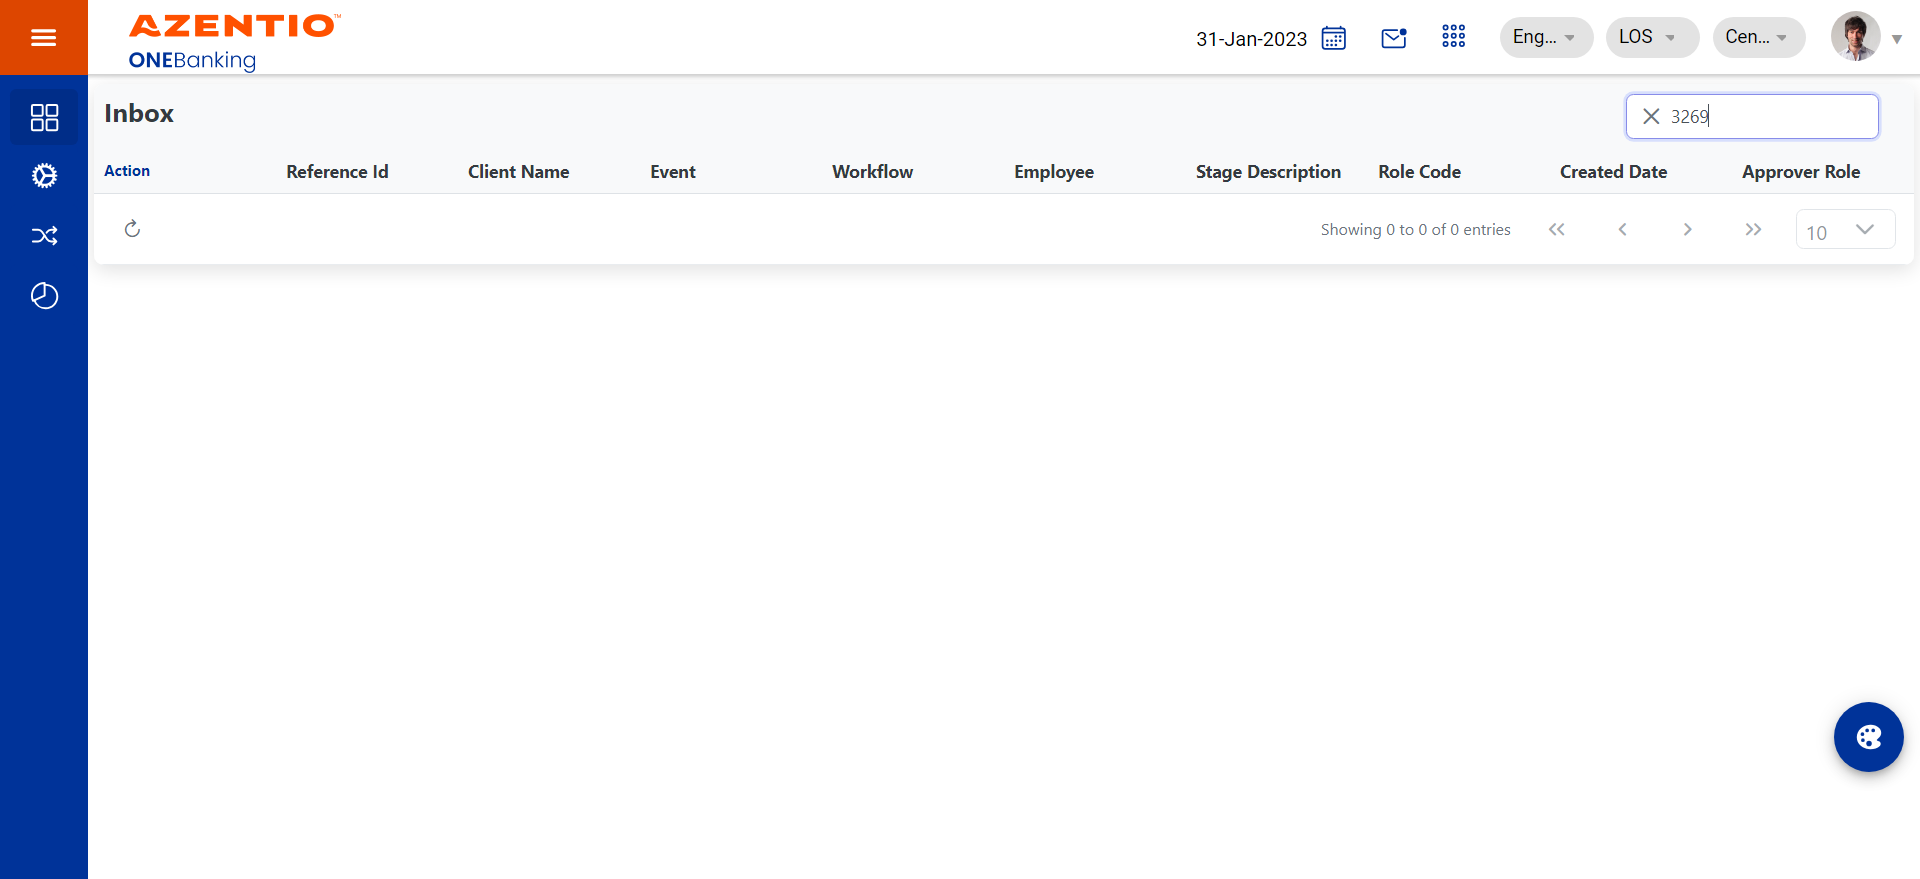 AZENTIO™
ONEBanking
31-Jan-2023
Eng...
LOS
Cen...
Inbox
3269
Action Reference Id Client Name Event Workflow Employee Stage Description Role Code Created Date Approver Role
Showing 0 to 0 of 0 entries
10